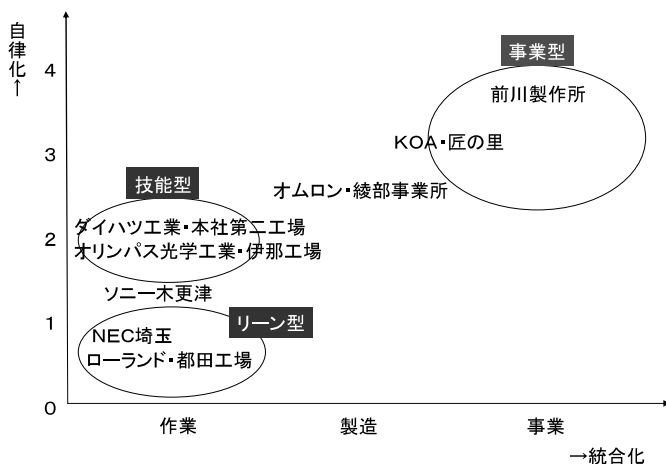 自律化→
4
3
2
1
0
事業型
前川製作所
KOA・匠の里
オムロン・綾部事業所
技能型
ダイハツ工業・本社第二工場
オリンパス光学工業・伊那工場
ソニー木更津
リーン型
NEC埼玉
ローランド・都田工場
作業
製造
事業
→統合化